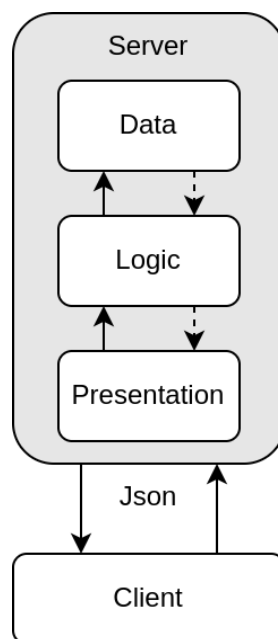 Server
Data
Logic
Presentation
Json
Client